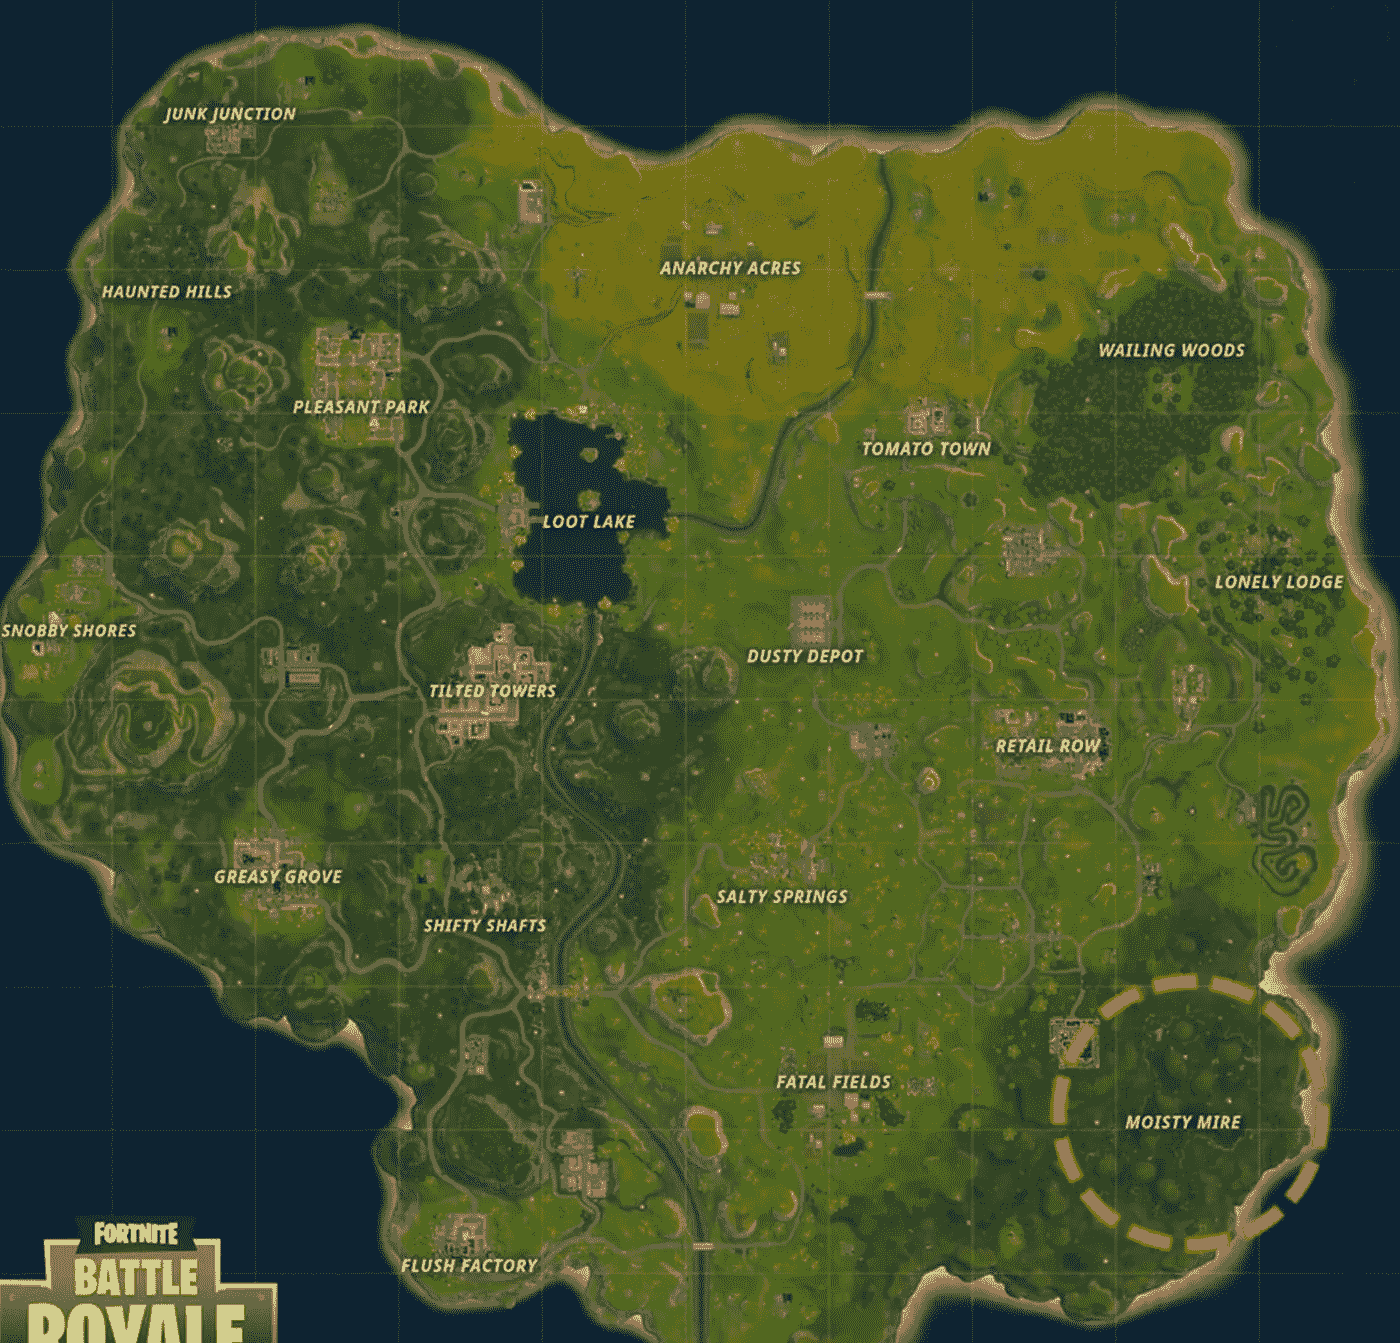 JUNK JUNCTION
ANARCHY ACRES
HAUNTED HILLS
WAILING WOODS
PLEASANT PARK
TOMATO TOWN
LOOT LAKE
LONELY LODGE
SNOBBY SHORES
DUSTY DEPOT
TILTED TOWERS
RETAIL ROW
GREASY GROVE
SALTY SPRINGS
SHIFTY SHAFTS
FATAL FIELDS
MOISTY MIRE
FLUSH FACTORY
FORTNITE
BATTLE
ROYALE